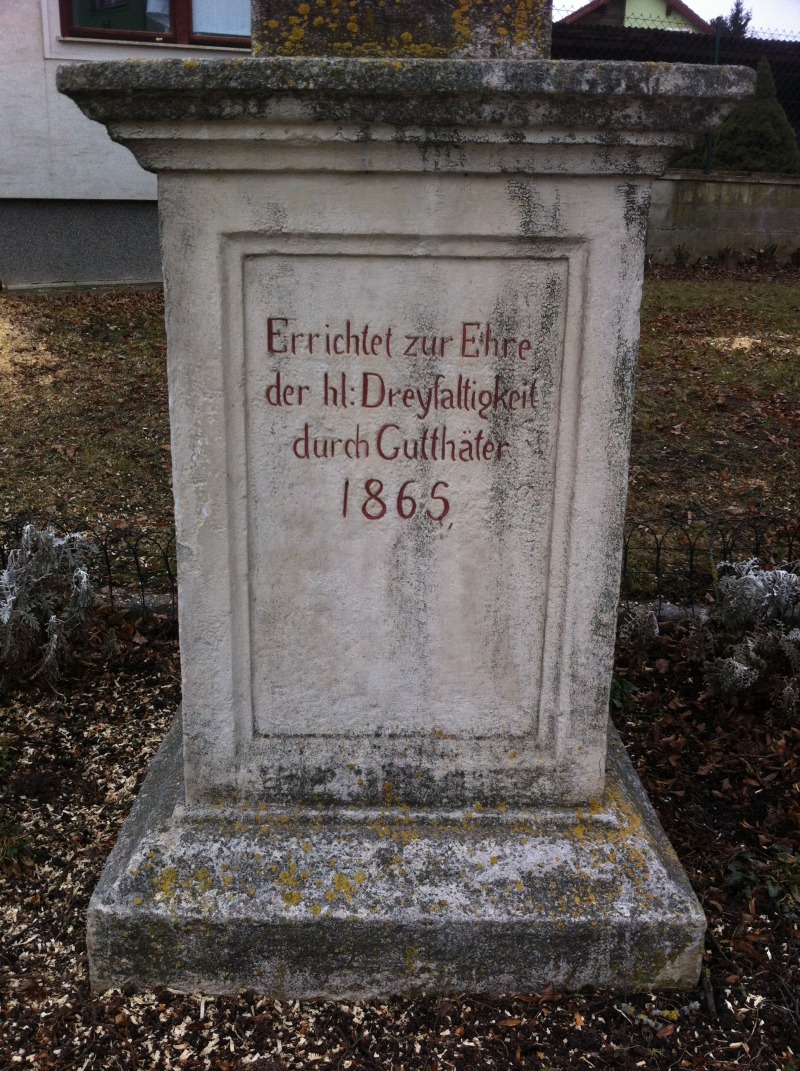 Errichtet zur Ehre
der hl: Dreyfaltigkeit
durch Gutthäter
1865